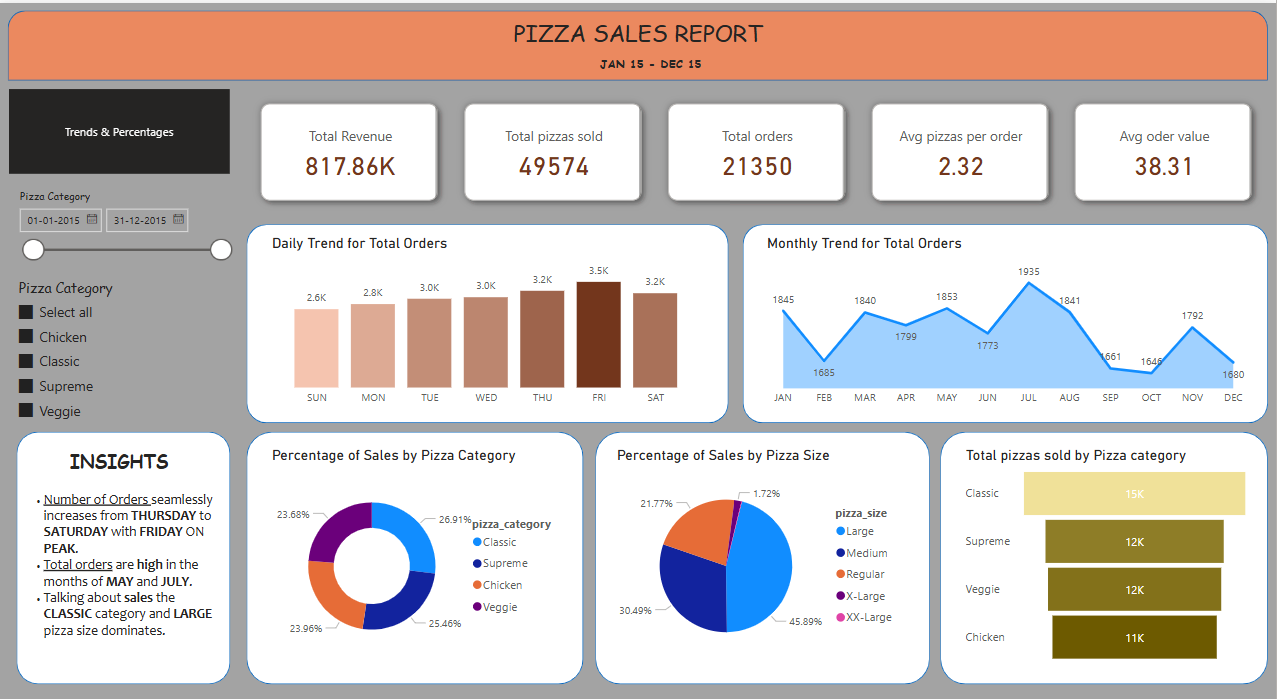 PIZZA SALES REPORT
JAN 15 - DEC 15
Trends & Percentages
Total Revenue
817.86K
Total pizzas sold
49574
Total orders
21350
Avg pizzas per order
2.32
Avg oder value
38.31
Pizza Category
01-01-2015
31-12-2015
Pizza Category
Select all
Chicken
Classic
Supreme
Veggie
Daily Trend for Total Orders
2.6K
2.8K
3.0K
3.0K
3.2K
3.5K
3.2K
SUN
MON
TUE
WED
THU
FRI
SAT
Monthly Trend for Total Orders
1845
1685
1840
1799
1853
1773
1935
1841
1661
1646
1792
1680
JAN
FEB
MAR
APR
MAY
JUN
JUL
AUG
SEP
OCT
NOV
DEC
INSIGHTS
• Number of Orders seamlessly
increases from THURSDAY to
SATURDAY with FRIDAY ON
PEAK.
• Total orders are high in the
months of MAY and JULY.
• Talking about sales the
CLASSIC category and LARGE
pizza size dominates.
Percentage of Sales by Pizza Category
23.68%
26.91%
23.96%
25.46%
pizza_category
Classic
Supreme
Chicken
Veggie
Percentage of Sales by Pizza Size
21.77%
1.72%
30.49%
45.89%
pizza_size
Large
Medium
Regular
X-Large
XX-Large
Total pizzas sold by Pizza category
Classic
15K
Supreme
12K
Veggie
12K
Chicken
11K